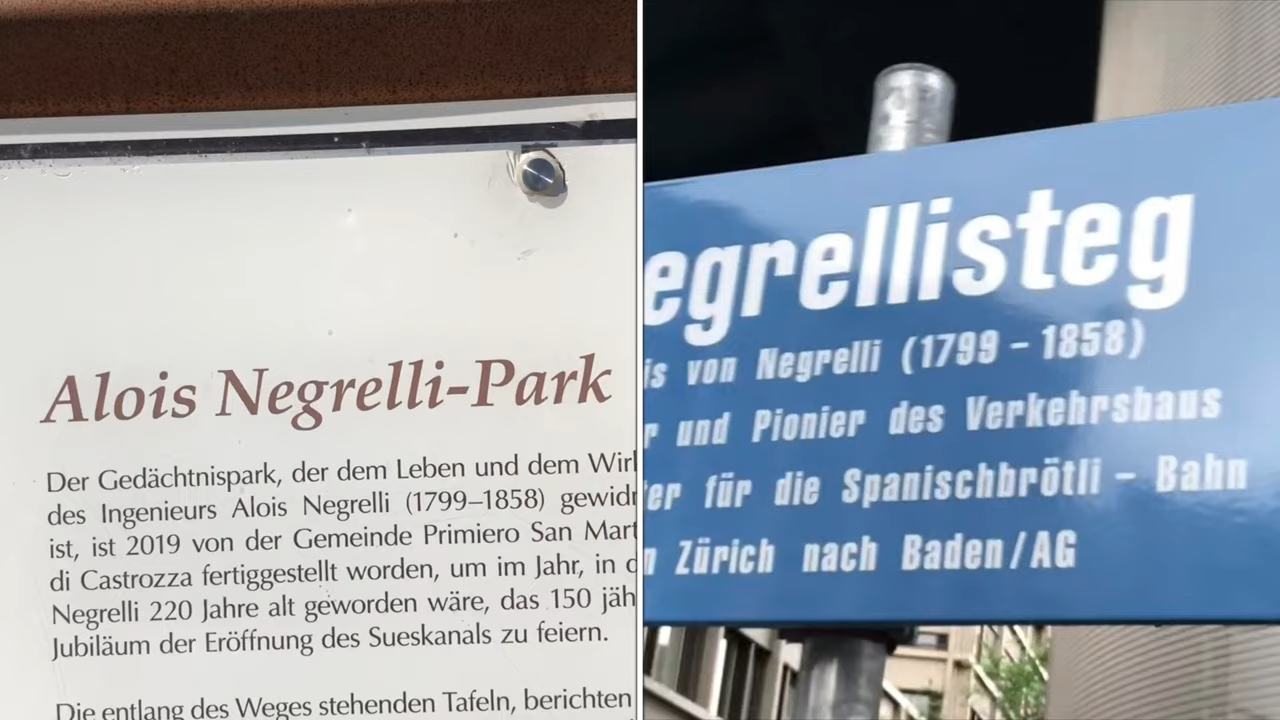 Alois Negrelli-Park
Der Gedächtnispark, der dem Leben und dem
des Ingenieurs Alois Negrelli (1799–1858)
ist, ist 2019 von der Gemeinde Primiero San
di Castrozza fertiggestellt worden, um im Jahr, in
Negrelli 220 Jahre alt geworden wäre, das 150
Jubiläum der Eröffnung des Sueskanals zu feiern.
Die entlang des Weges stehenden Tafeln, berichten
egrellisteg
is von Negrelli (1799 – 1858)
r und Pionier des Verkehrsbaus
er für die Spanischbrötli – Bahn
Zürich nach Baden/AG